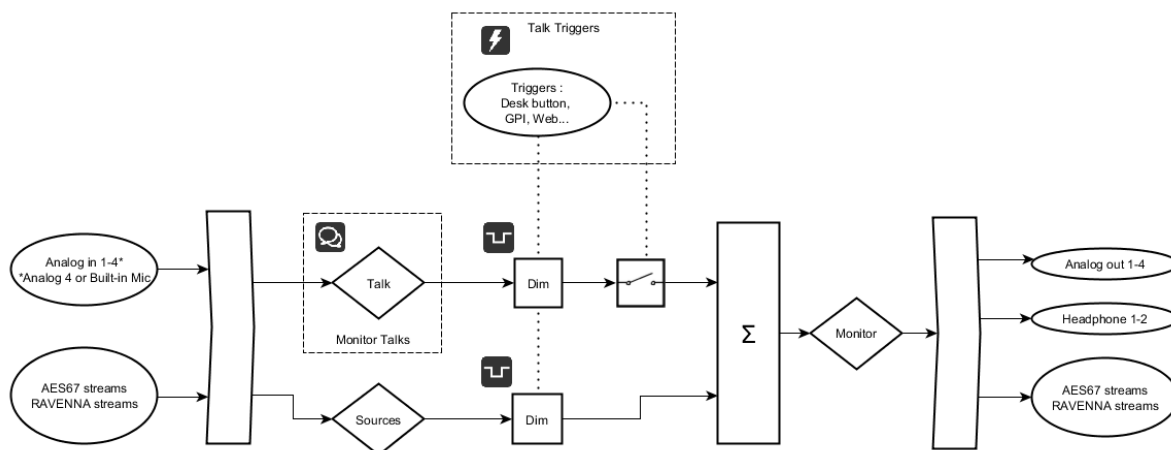 Talk Triggers
Triggers :
Desk button,
GPI, Web...
Analog in 1-4*
*Analog 4 or Built-in Mic
Talk
Dim
Monitor Talks
Σ
Monitor
Analog out 1-4
Headphone 1-2
AES67 streams
RAVENNA streams
Sources
Dim
AES67 streams
RAVENNA streams